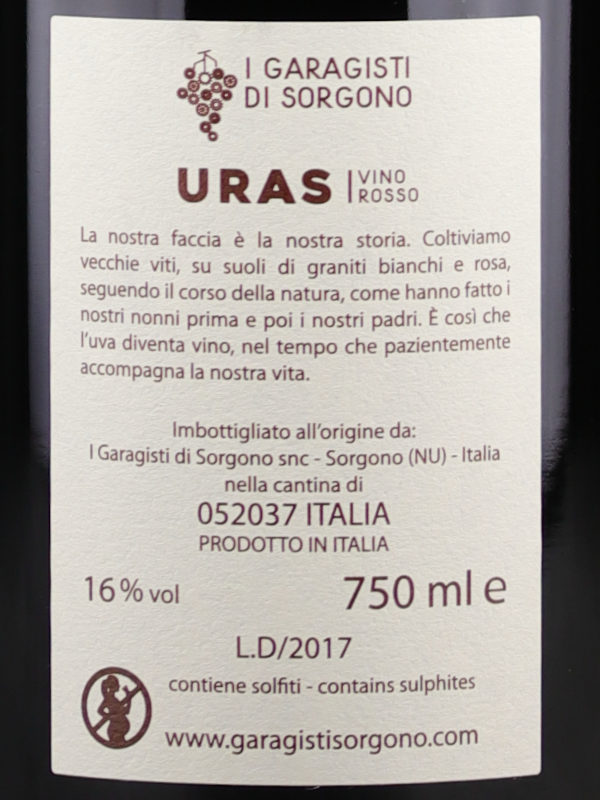 I GARAGISTI
DI SORGONO
URAS | VINO
ROSSO
La nostra faccia è la nostra storia. Coltiviamo
vecchie viti, su suoli di graniti bianchi e rosa,
seguendo il corso della natura, come hanno fatto i
nostri nonni prima e poi i nostri padri. È così che
l'uva diventa vino, nel tempo che pazientemente
accompagna la nostra vita.
Imbottigliato all'origine da:
I Garagisti di Sorgono snc - Sorgono (NU) - Italia
nella cantina di
052037 ITALIA
PRODOTTO IN ITALIA
16% vol 750 ml e
L.D/2017
contiene solfiti - contains sulphites
www.garagistisorgono.com